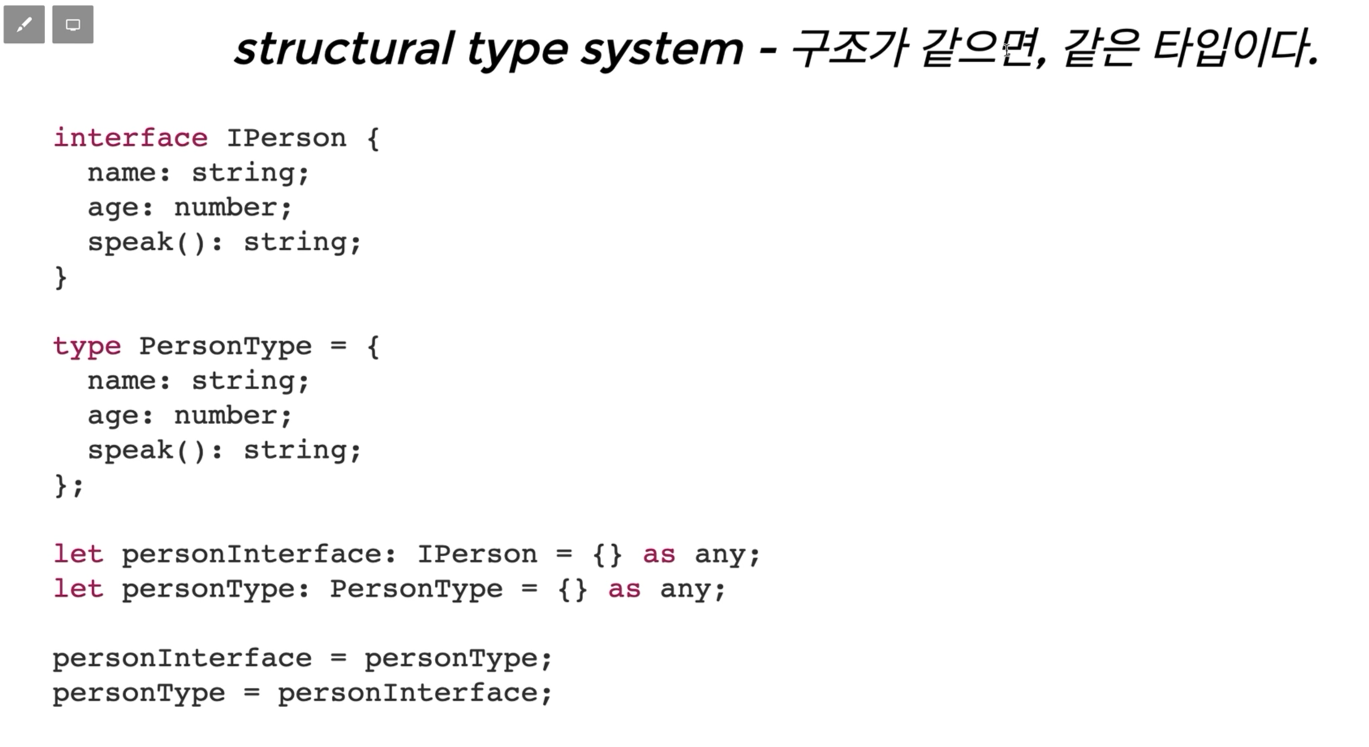 structural type system - 구조가 같으면, 같은 타입이다.
interface IPerson {
  name: string;
  age: number;
  speak(): string;
}
type PersonType = {
  name: string;
  age: number;
  speak(): string;
};
let personInterface: IPerson = {} as any;
let personType: PersonType = {} as any;
personInterface = personType;
personType = personInterface;